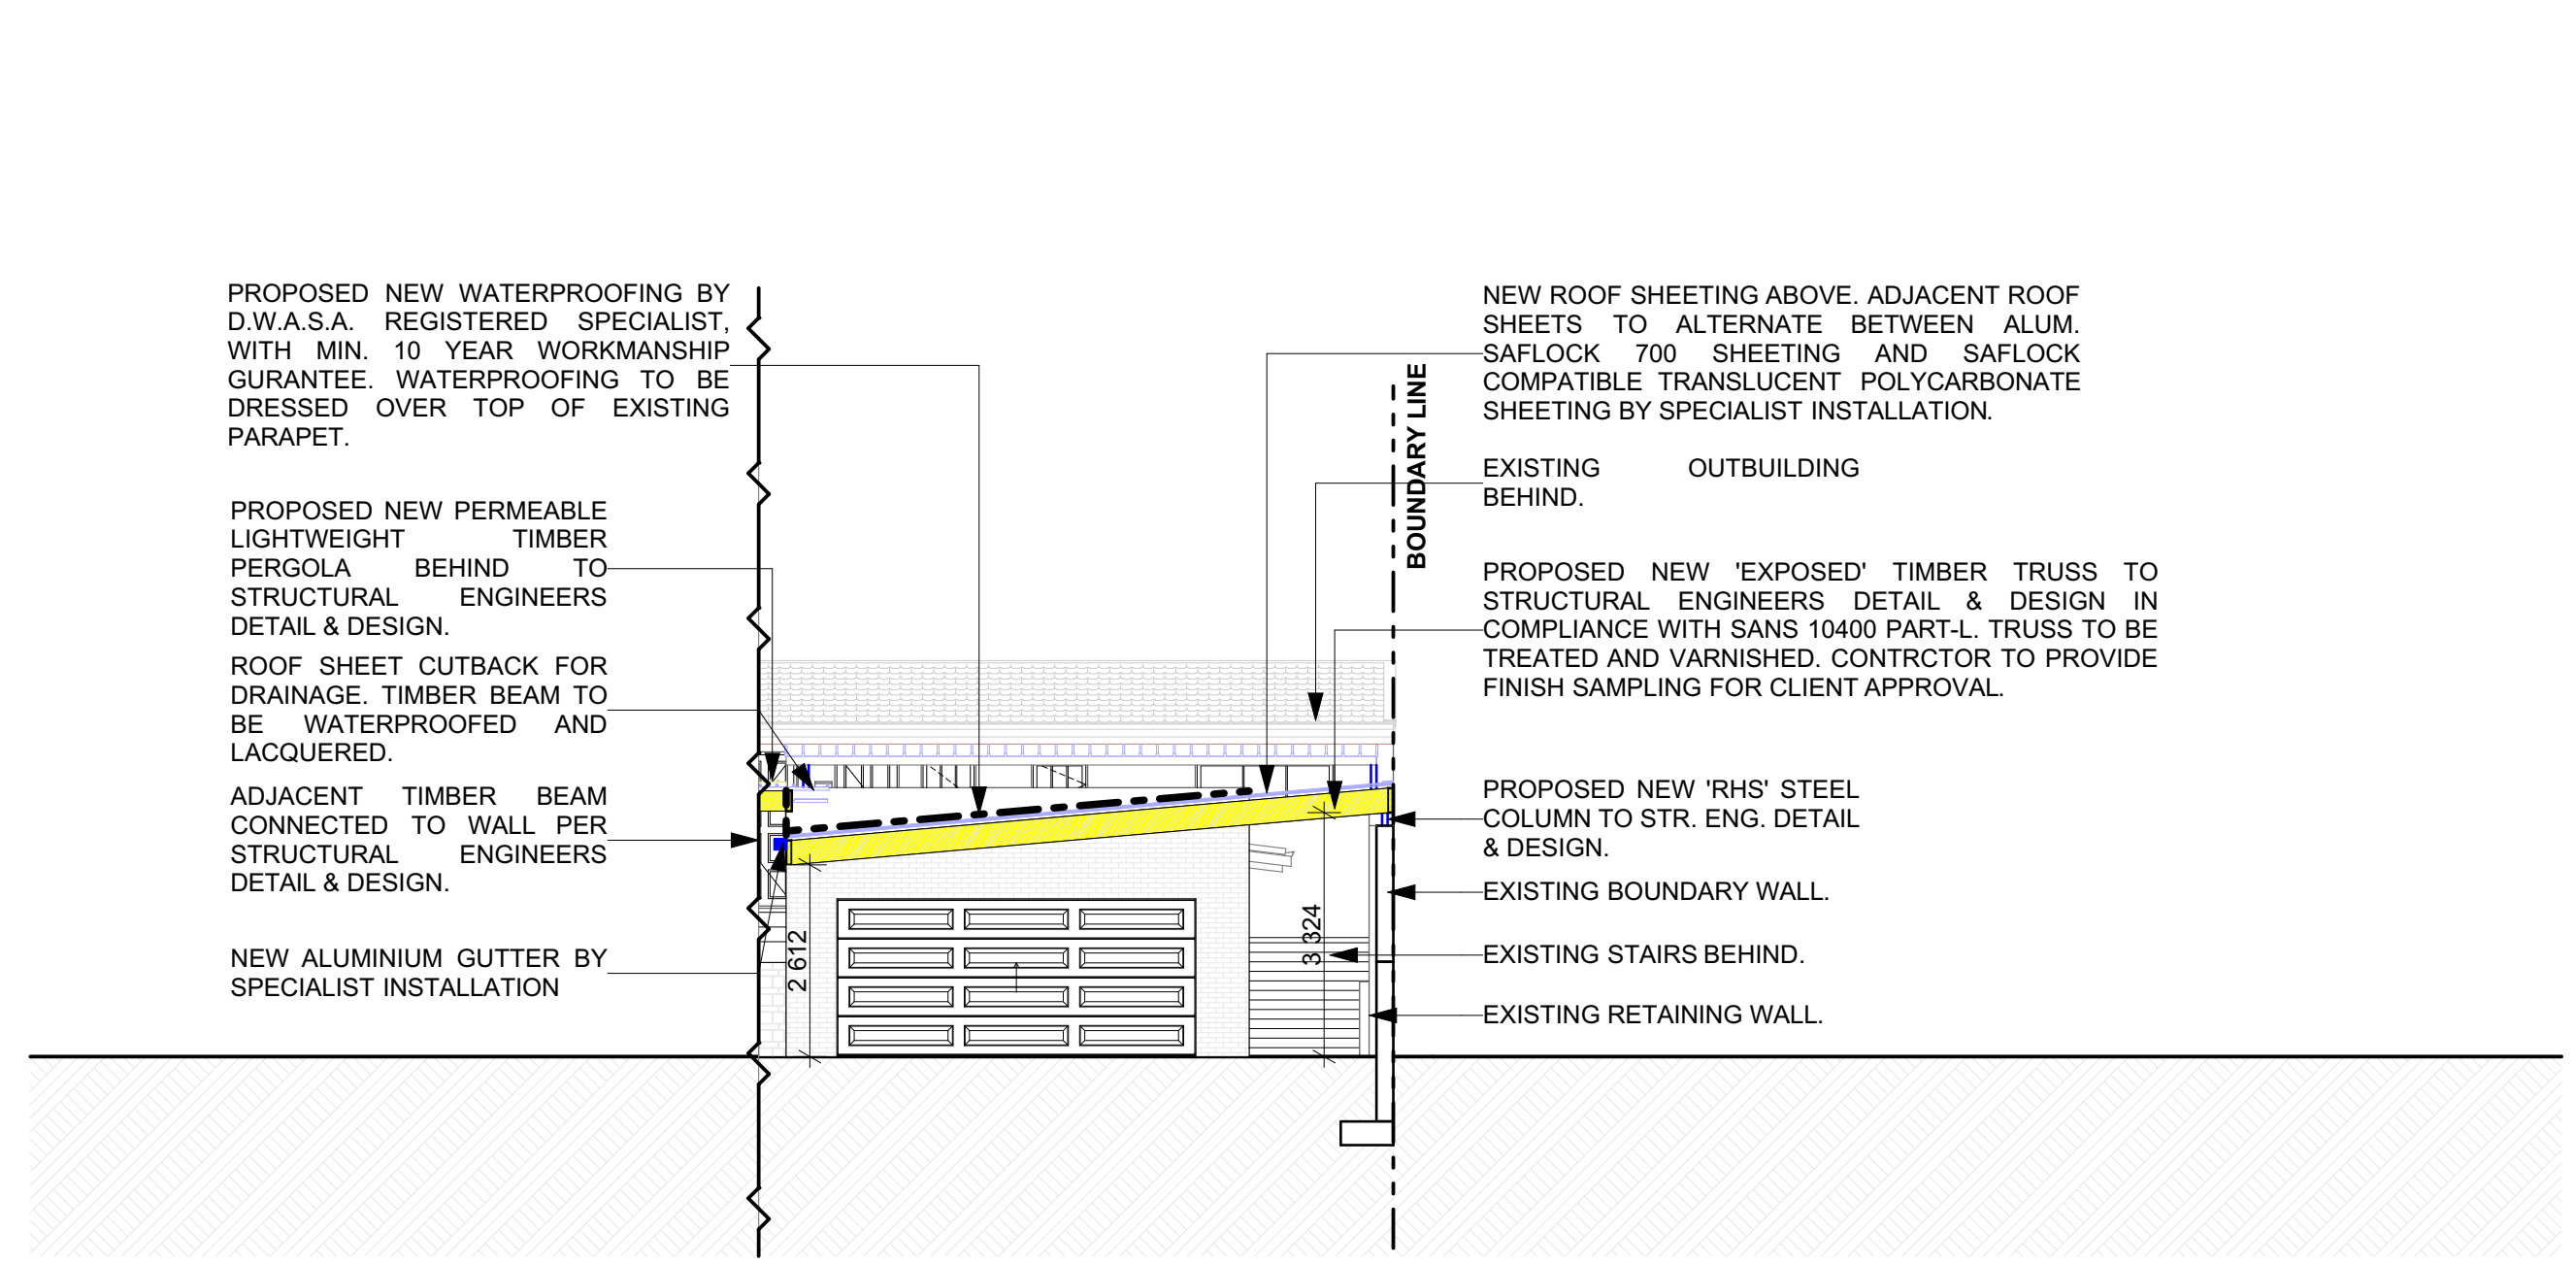 PROPOSED NEW WATERPROOFING BY
D.W.A.S.A. REGISTERED SPECIALIST,
WITH MIN. 10 YEAR WORKMANSHIP
GURANTEE. WATERPROOFING TO BE
DRESSED OVER TOP OF EXISTING
PARAPET.
PROPOSED NEW PERMEABLE
LIGHTWEIGHT TIMBER
PERGOLA BEHIND TO
STRUCTURAL ENGINEERS
DETAIL & DESIGN.
ROOF SHEET CUTBACK FOR
DRAINAGE. TIMBER BEAM TO
BE WATERPROOFED AND
LACQUERED.
ADJACENT TIMBER BEAM
CONNECTED TO WALL PER
STRUCTURAL ENGINEERS
DETAIL & DESIGN.
NEW ALUMINIUM GUTTER BY
SPECIALIST INSTALLATION
2 612
3 324
BOUNDARY LINE
NEW ROOF SHEETING ABOVE. ADJACENT ROOF
SHEETS TO ALTERNATE BETWEEN ALUM.
SAFLOCK 700 SHEETING AND SAFLOCK
COMPATIBLE TRANSLUCENT POLYCARBONATE
SHEETING BY SPECIALIST INSTALLATION.
EXISTING OUTBUILDING
BEHIND.
PROPOSED NEW 'EXPOSED' TIMBER TRUSS TO
STRUCTURAL ENGINEERS DETAIL & DESIGN IN
COMPLIANCE WITH SANS 10400 PART-L. TRUSS TO BE
TREATED AND VARNISHED. CONTRCTOR TO PROVIDE
FINISH SAMPLING FOR CLIENT APPROVAL.
PROPOSED NEW 'RHS' STEEL
COLUMN TO STR. ENG. DETAIL
& DESIGN.
EXISTING BOUNDARY WALL.
EXISTING STAIRS BEHIND.
EXISTING RETAINING WALL.